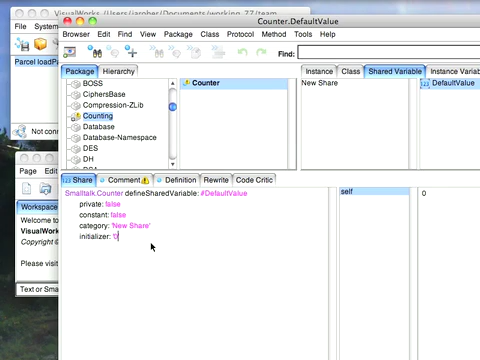 VisualWorks /Users/jarober/Documents/working_77/team
Counter.DefaultValue
File System
Browser Edit Find View Package Class Protocol Method Tools Help
Find:
Parcel loadPa
Package Hierarchy
Instance Class Shared Variable Instance Variabl
BOSS
CiphersBase
Compression-ZLib
Counting
Database
Database-Namespace
DES
DH
Counter
New Share
DefaultValue
Not conn
Page Edit
Workspace
Welcome to
VisualWork
Copyright ©
Please visit
Text or Sma
Share Comment Definition Rewrite Code Critic
Smalltalk.Counter defineSharedVariable: #DefaultValue
private: false
constant: false
category: 'New Share'
initializer: '0
self
0